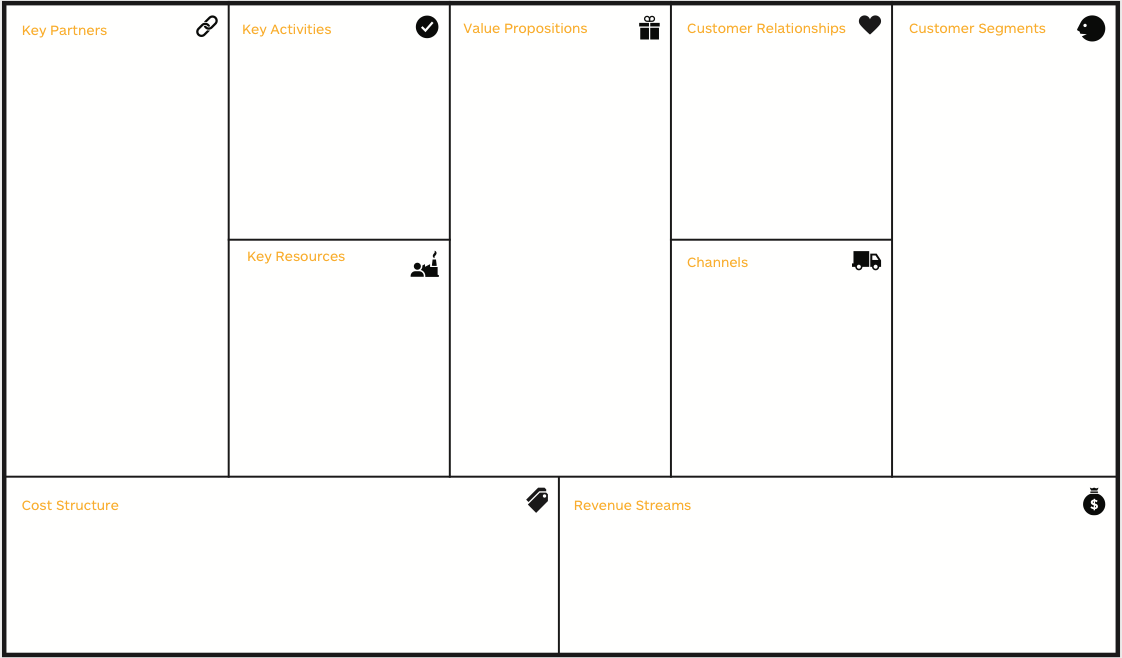 Key Partners
Key Activities
Value Propositions
Customer Relationships
Customer Segments
Key Resources
Channels
Cost Structure
Revenue Streams
$